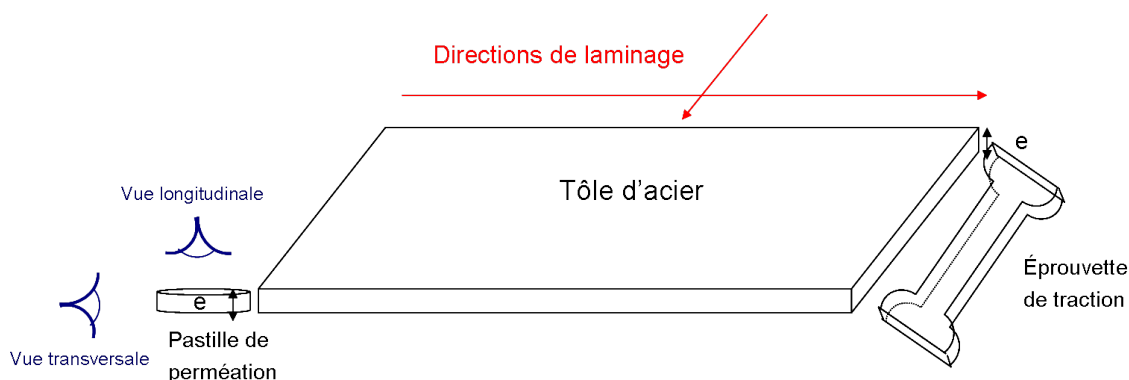 Directions de laminage
e
Tôle d'acier
Vue longitudinale
e
Éprouvette
de traction
Pastille de
perméation
Vue transversale